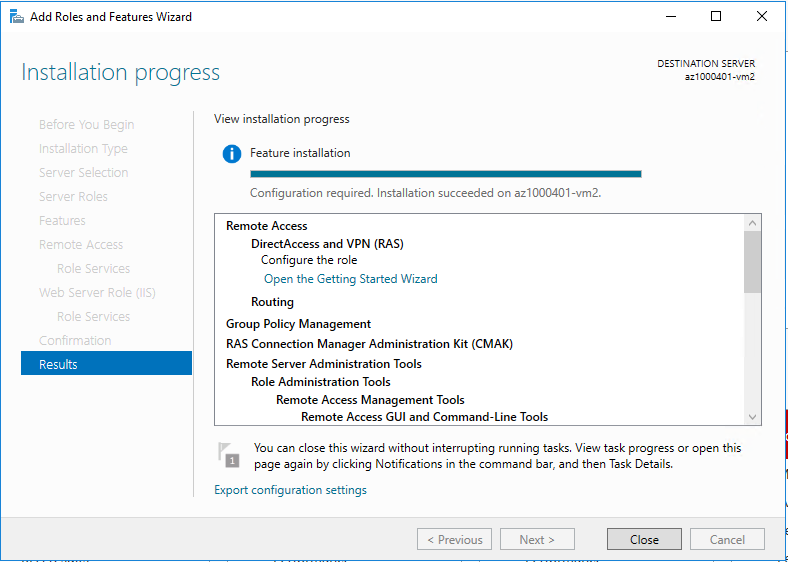 Add Roles and Features Wizard
Installation progress
DESTINATION SERVER
az1000401-vm2
Before You Begin
Installation Type
Server Selection
Server Roles
Features
Remote Access
Role Services
Web Server Role (IIS)
Role Services
Confirmation
Results
View installation progress
Feature installation
Configuration required. Installation succeeded on az1000401-vm2.
Remote Access
DirectAccess and VPN (RAS)
Configure the role
Open the Getting Started Wizard
Routing
Group Policy Management
RAS Connection Manager Administration Kit (CMAK)
Remote Server Administration Tools
Role Administration Tools
Remote Access Management Tools
Remote Access GUI and Command-Line Tools
1
You can close this wizard without interrupting running tasks. View task progress or open this
page again by clicking Notifications in the command bar, and then Task Details.
Export configuration settings
< Previous
Next >
Close
Cancel